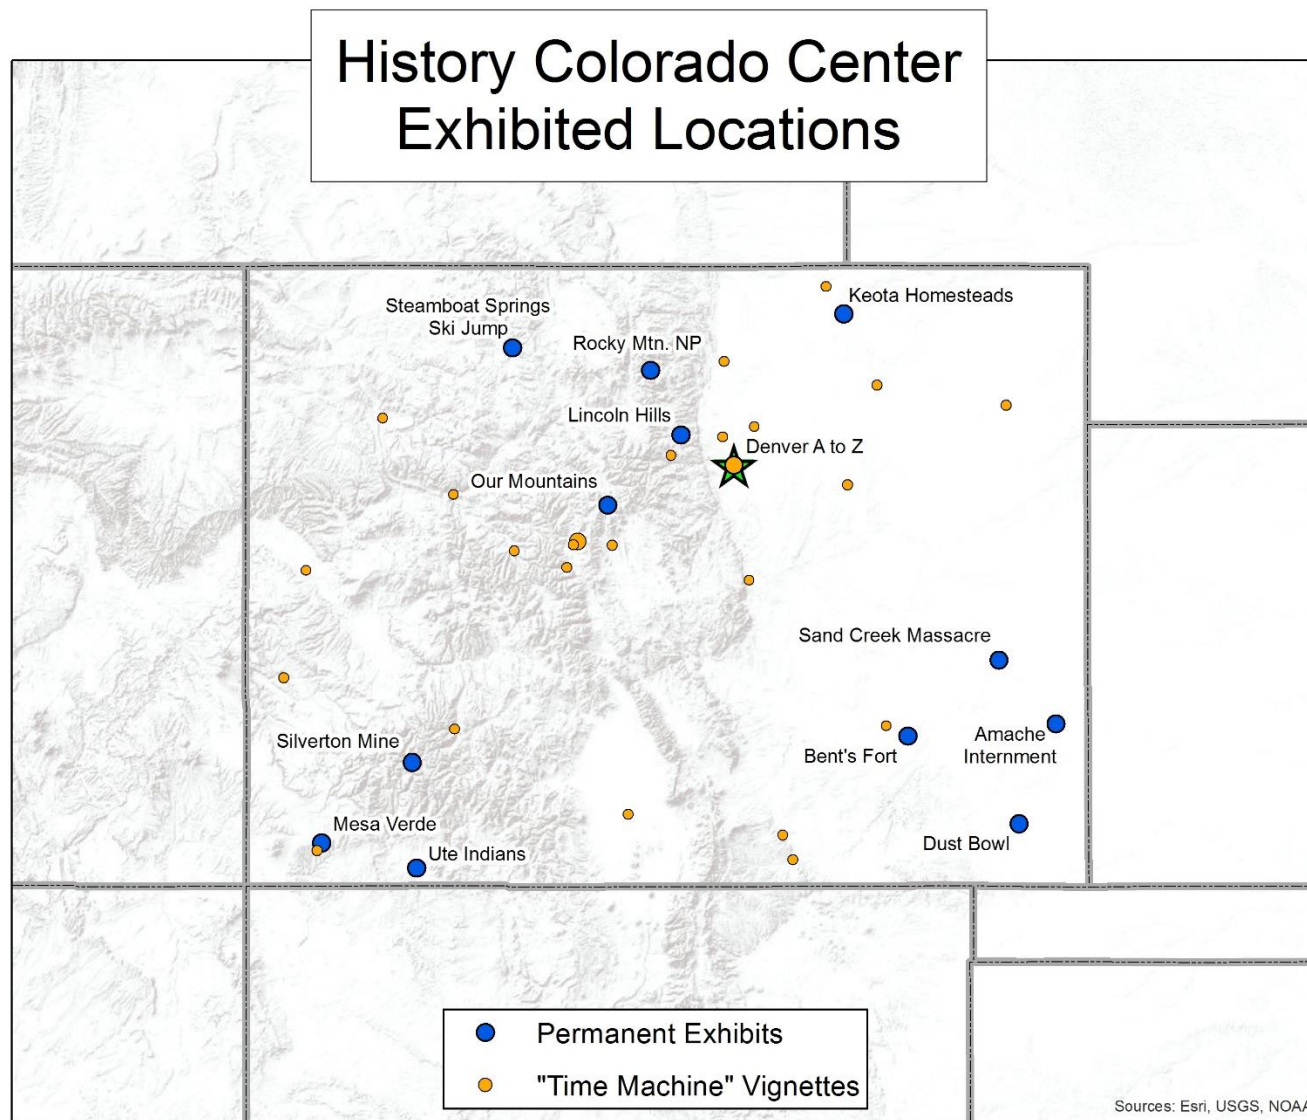 History Colorado Center
Exhibited Locations
Keota Homesteads
Steamboat Springs
Ski Jump
Rocky Mtn. NP
Lincoln Hills
Denver A to Z
Our Mountains
Sand Creek Massacre
Silverton Mine
Bent's Fort
Amache
Internment
Mesa Verde
Dust Bowl
Ute Indians
Permanent Exhibits
"Time Machine" Vignettes
Sources: Esri, USGS, NOAA